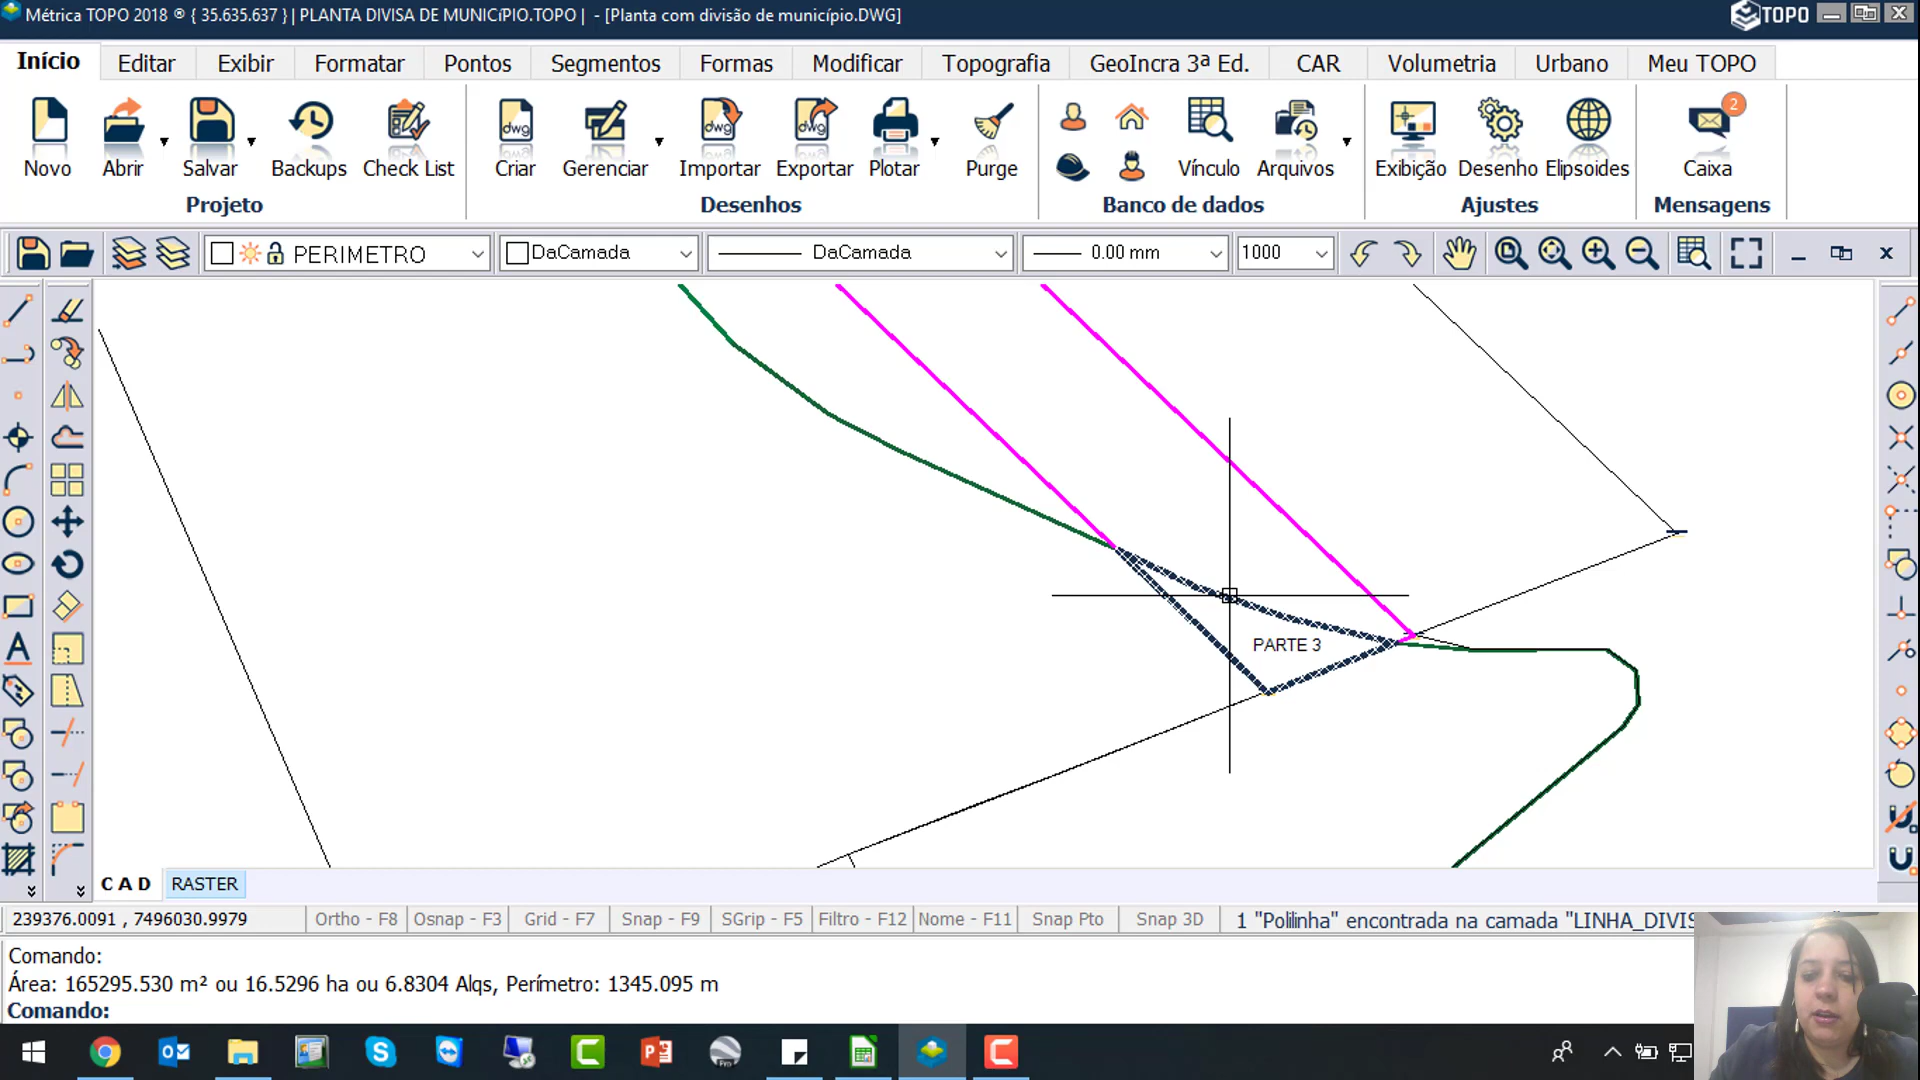 Métrica TOPO 2018 ® { 35.635.637 } | PLANTA DIVISA DE MUNICíPIO.TOPO | - [Planta com divisão de município.DWG]
TOPO
Início Editar Exibir Formatar Pontos Segmentos Formas Modificar Topografia GeoIncra 3ª Ed. CAR Volumetria Urbano Meu TOPO
dwg dwg dwg 2
Novo Abrir Salvar Backups Check List Criar Gerenciar Importar Exportar Plotar Purge Vínculo Arquivos Exibição Desenho Elipsoides Caixa
Projeto Desenhos Banco de dados Ajustes Mensagens
PERIMETRO DaCamada DaCamada 0.00 mm 1000
PARTE 3
A
C A D RASTER
239376.0091 , 7496030.9979 Ortho - F8 Osnap - F3 Grid - F7 Snap - F9 SGrip - F5 Filtro - F12 Nome - F11 Snap Pto Snap 3D 1 "Polilinha" encontrada na camada "LINHA_DIVIS
Comando:
Área: 165295.530 m² ou 16.5296 ha ou 6.8304 Alqs, Perímetro: 1345.095 m
Comando: